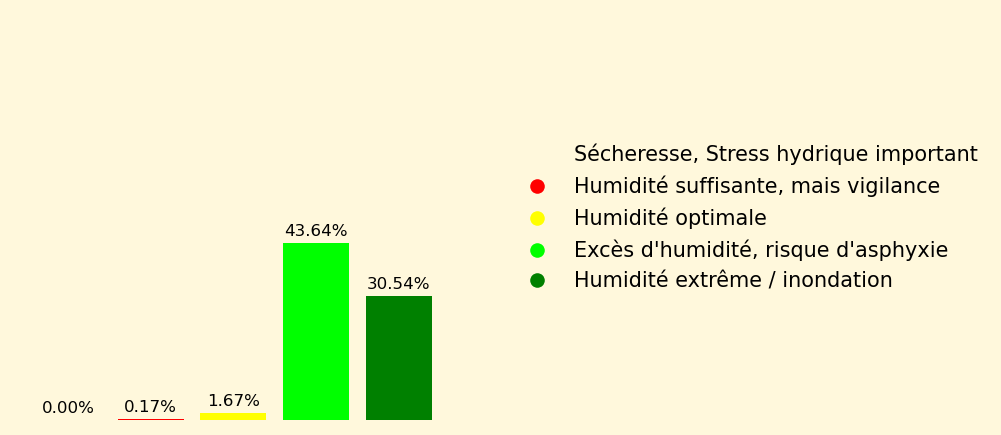 Sécheresse, Stress hydrique important
Humidité suffisante, mais vigilance
Humidité optimale
Excès d'humidité, risque d'asphyxie
Humidité extrême / inondation
43.64%
30.54%
1.67%
0.17%
0.00%